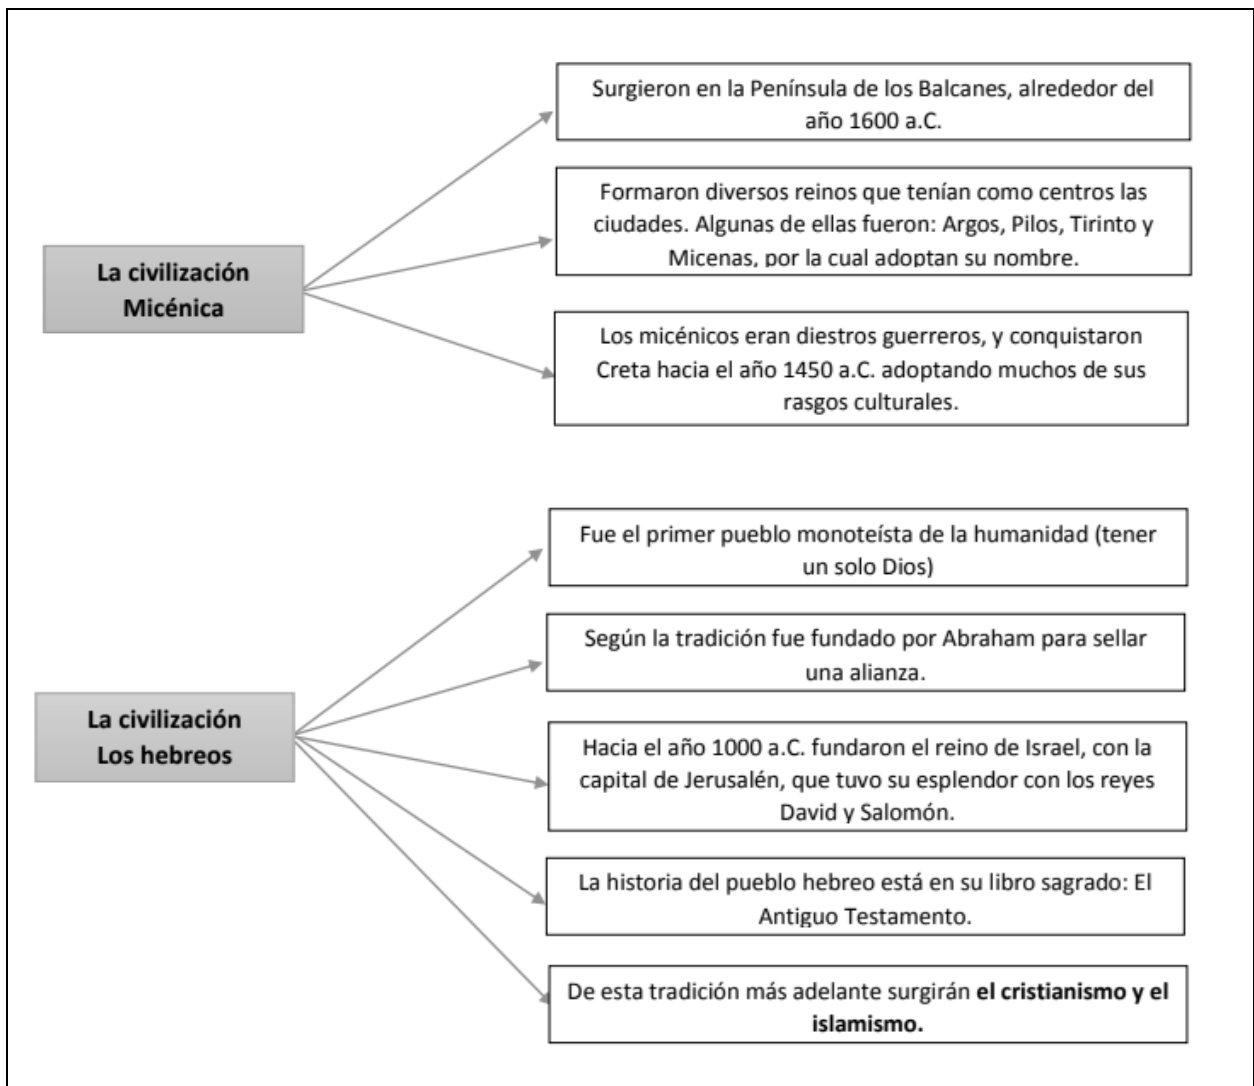 Surgieron en la Península de los Balcanes, alrededor del
año 1600 a.C.
Formaron diversos reinos que tenían como centros las
ciudades. Algunas de ellas fueron: Argos, Pilos, Tirinto y
Micenas, por la cual adoptan su nombre.
La civilización
Micénica
Los micénicos eran diestros guerreros, y conquistaron
Creta hacia el año 1450 a.C. adoptando muchos de sus
rasgos culturales.
Fue el primer pueblo monoteísta de la humanidad (tener
un solo Dios)
Según la tradición fue fundado por Abraham para sellar
una alianza.
La civilización
Los hebreos
Hacia el año 1000 a.C. fundaron el reino de Israel, con la
capital de Jerusalén, que tuvo su esplendor con los reyes
David y Salomón.
La historia del pueblo hebreo está en su libro sagrado: El
Antiguo Testamento.
De esta tradición más adelante surgirán el cristianismo y el
islamismo.